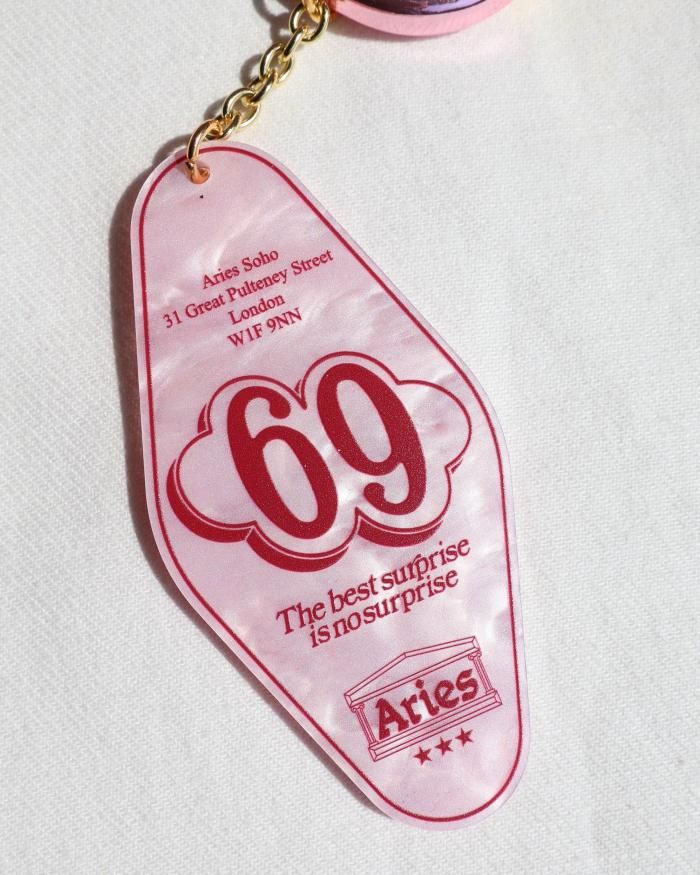 Aries Soho
31 Great Pulteney Street
London
W1F 9NN
69
The best surprise
is no surprise
Aries